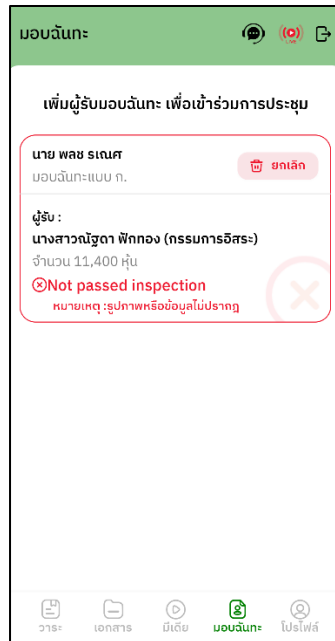 มอบฉันทะ
LIVE
เพิ่มผู้รับมอบฉันทะ เพื่อเข้าร่วมการประชุม
นาย พลช ธเณศ
ยกเลิก
มอบฉันทะแบบ ก.
ผู้รับ :
นางสาวณัฐดา ฟักทอง (กรรมการอิสระ)
จำนวน 11,400 หุ้น
Not passed inspection
หมายเหตุ :รูปภาพหรือข้อมูลไม่ปรากฎ
วาระ
เอกสาร
มีเดีย
มอบฉันทะ
โปรไฟล์